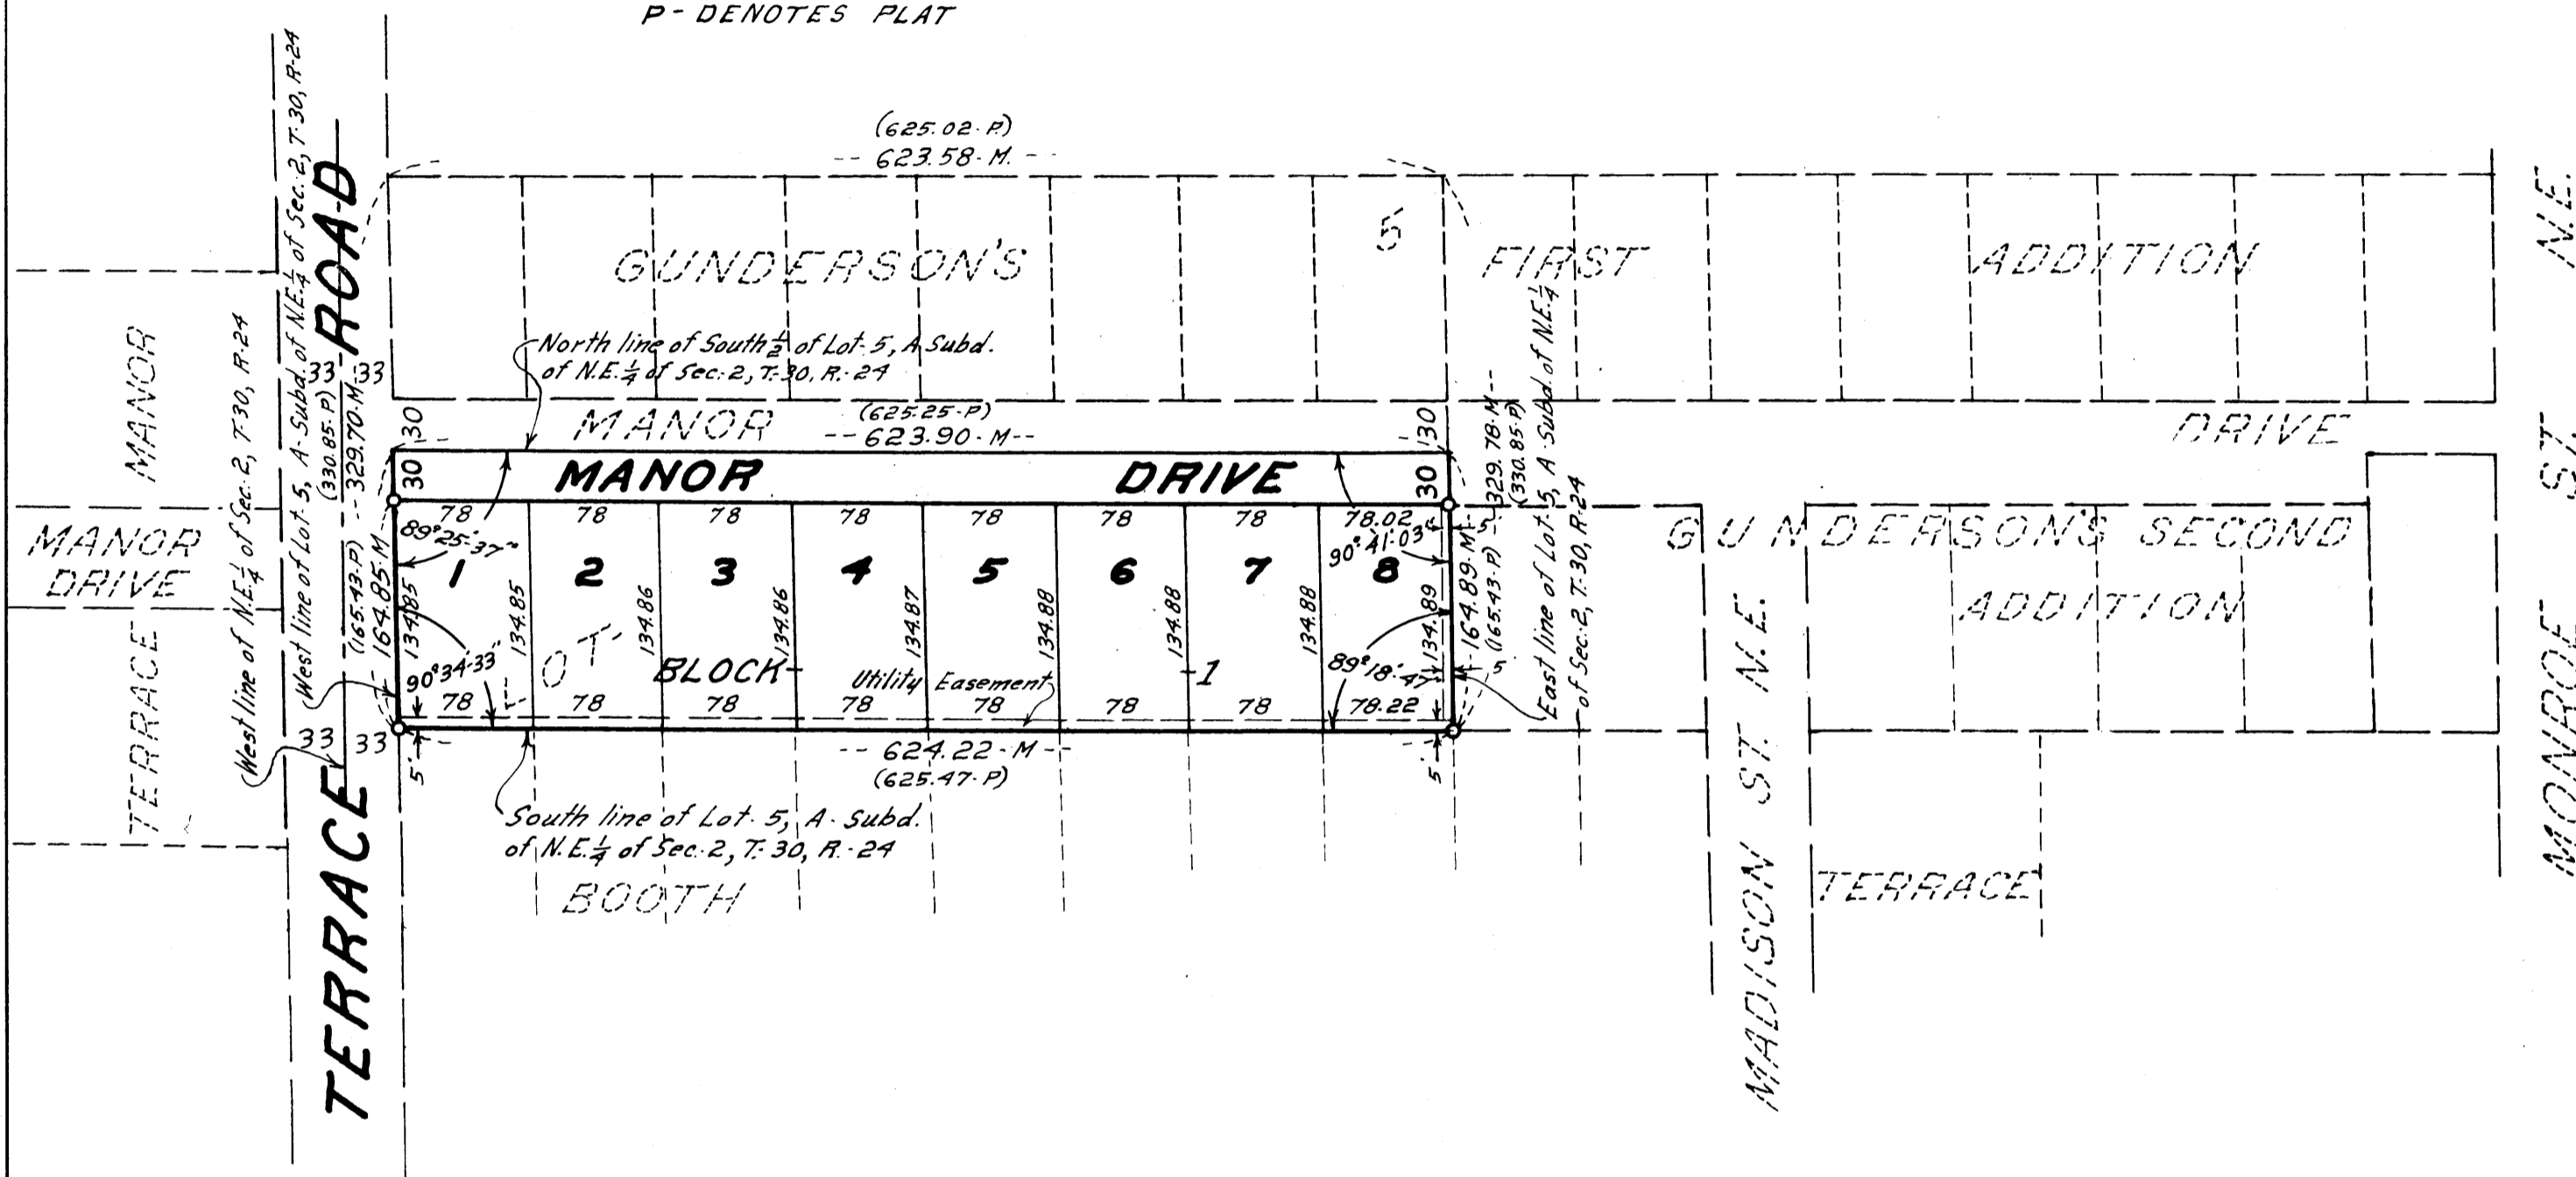 P - DENOTES PLAT
(625.02-P)
-- 623.58-M. --
GUNDERSON'S
5
FIRST
ADDITION
North line of South ½ of Lot-5, A Subd.
of N.E. ¼ of Sec.-2, T.-30, R.-24
MANOR
(625.25-P)
--623.90-M--
DRIVE
30
30
30
30
MANOR DRIVE
33
33
ROAD
TERRACE
33
33
West line of N.E. ¼ of Sec. 2, T-30, R-24
West line of Lot-5, A-Subd. of N.E. ¼ of Sec. 2, T-30, R-24
(330.85-P)
--329.70-M--
(165.43-P)
--164.85-M--
MANOR
TERRACE
MANOR
DRIVE
78 78 78 78 78 78 78 78.02
89°25'-37"
90°-41'-03"
1 2 3 4 5 6 7 8
134.85
134.85
134.86
134.86
134.87
134.88
134.88
134.88
134.89
90°34'-33"
89°18'-47"
LOT
BLOCK- -1
Utility Easement
78 78 78 78 78 78 78 78.22
5
5
5'
5'
--624.22-M--
(625.47-P)
South line of Lot-5, A-Subd.
of N.E. ¼ of Sec.-2, T.-30, R.-24
BOOTH
--164.89-M--
(165.43-P)
--329.78-M--
(330.85-P)
East line of Lot-5, A-Subd. of N.E. ¼
of Sec. 2, T.-30, R-24
GUNDERSON'S SECOND
ADDITION
MADISON ST. N.E.
TERRACE
MONROE ST. N.E.